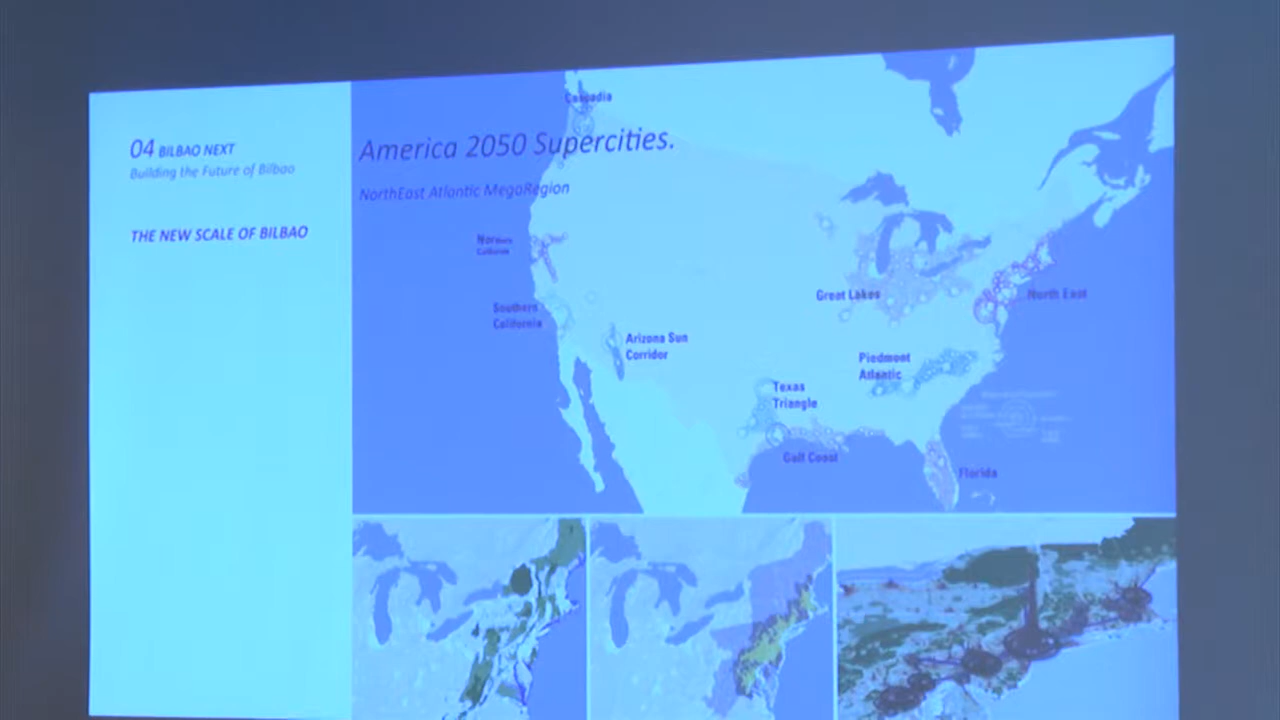 04 BILBAO NEXT
Building the Future of Bilbao
THE NEW SCALE OF BILBAO
America 2050 Supercities.
NorthEast Atlantic MegaRegion
Cascadia
Northern
California
Southern
California
Arizona Sun
Corridor
Texas
Triangle
Gulf Coast
Great Lakes
North East
Piedmont
Atlantic
Florida